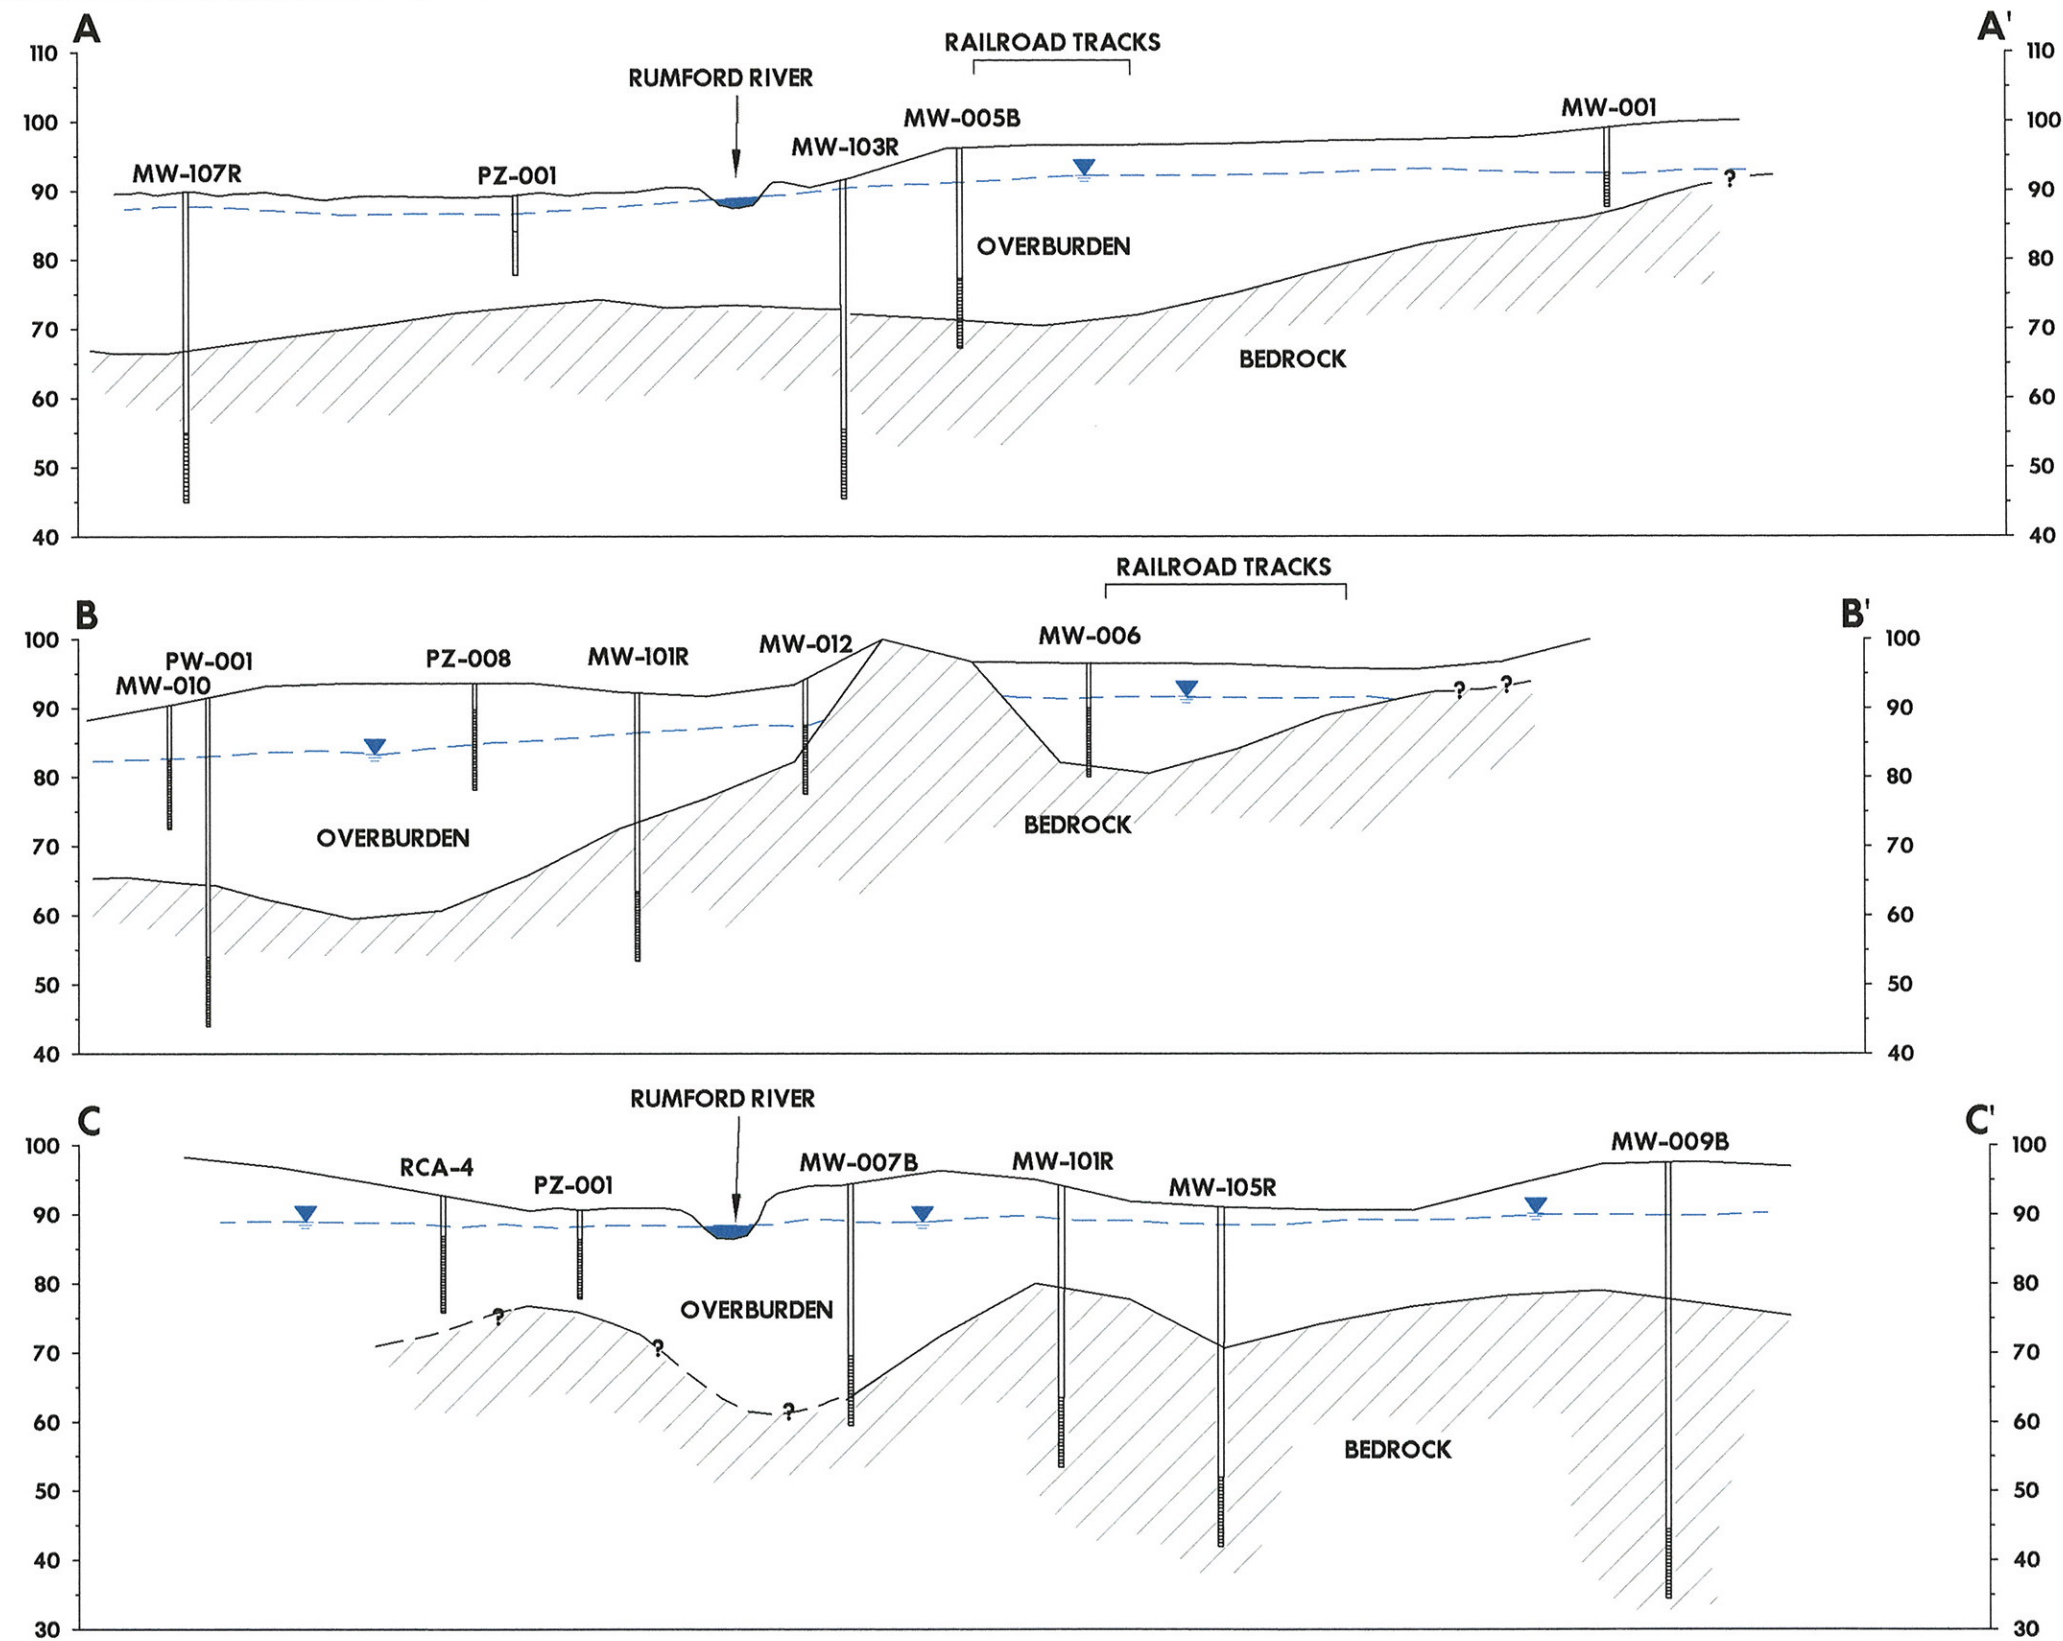 A
A'
RAILROAD TRACKS
RUMFORD RIVER
MW-107R
PZ-001
MW-103R
MW-005B
MW-001
110
100
90
80
70
60
50
40
110
100
90
80
70
60
50
40
OVERBURDEN
BEDROCK
?
RAILROAD TRACKS
B
B'
MW-010
PW-001
PZ-008
MW-101R
MW-012
MW-006
100
90
80
70
60
50
40
100
90
80
70
60
50
40
OVERBURDEN
BEDROCK
? ?
RUMFORD RIVER
C
C'
RCA-4
PZ-001
MW-007B
MW-101R
MW-105R
MW-009B
100
90
80
70
60
50
40
30
100
90
80
70
60
50
40
30
OVERBURDEN
BEDROCK
?
?
?